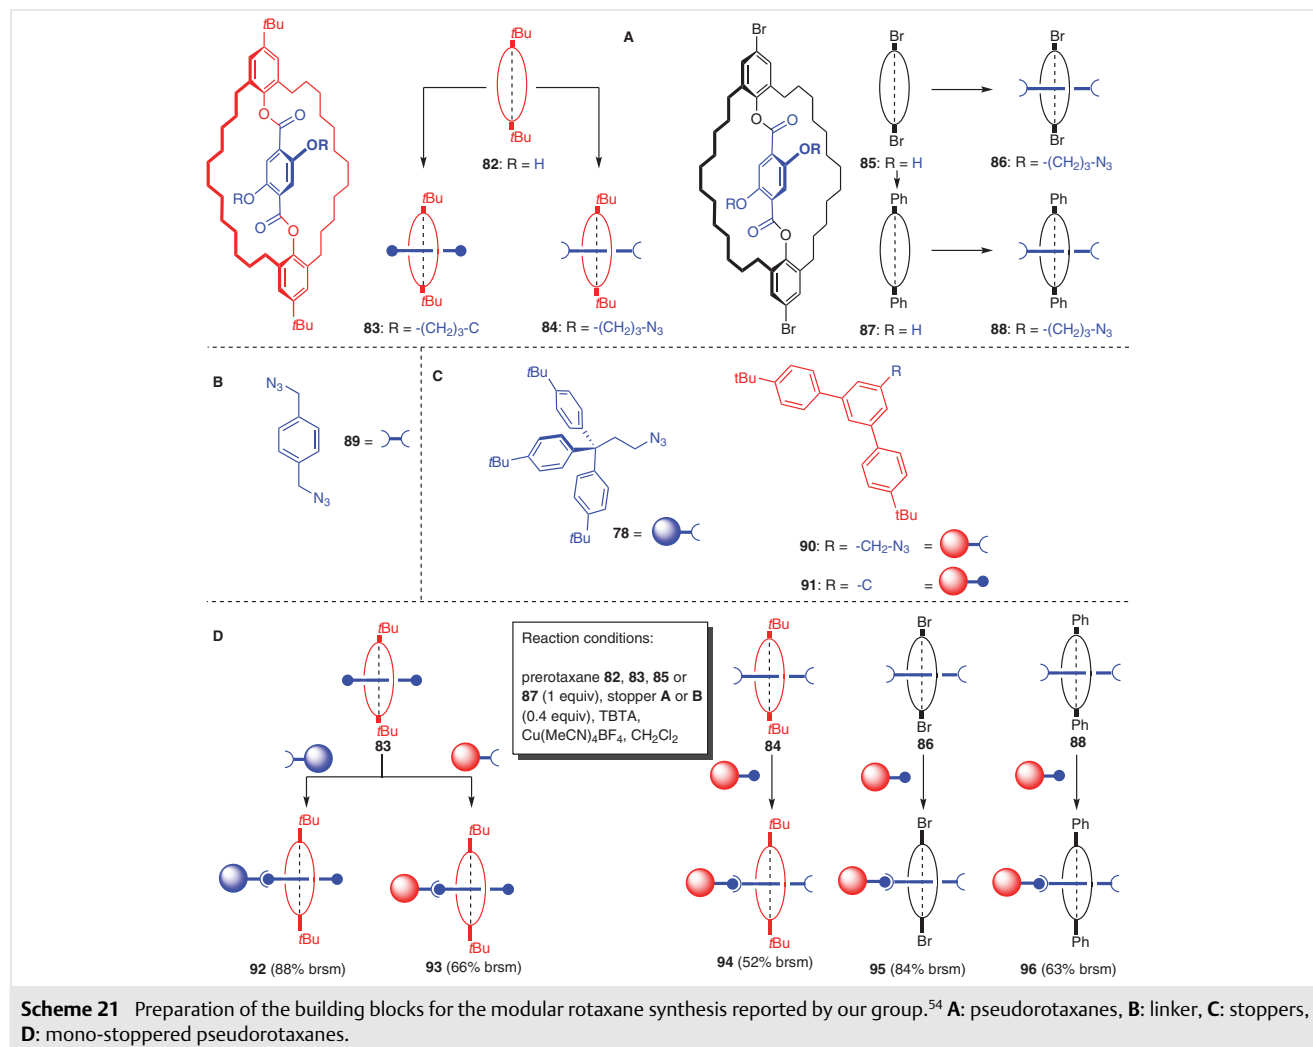 tBu
O
O
OR
RO
O
O
tBu
tBu
tBu
82: R = H
tBu
tBu
83: R = -(CH2)3-C
tBu
tBu
84: R = -(CH2)3-N3
A
Br
O
O
OR
RO
O
O
Br
Br
Br
85: R = H
Br
Br
86: R = -(CH2)3-N3
Ph
Ph
87: R = H
Ph
Ph
88: R = -(CH2)3-N3
B
N3
N3
89 =
C
tBu
tBu
tBu
N3
78 =
tBu
R
tBu
90: R = -CH2-N3 =
91: R = -C =
D
tBu
tBu
83
Reaction conditions:
prerotaxane 82, 83, 85 or
87 (1 equiv), stopper A or B
(0.4 equiv), TBTA,
Cu(MeCN)4BF4, CH2Cl2
tBu
tBu
84
Br
Br
86
Ph
Ph
88
tBu
tBu
92 (88% brsm)
tBu
tBu
93 (66% brsm)
tBu
tBu
94 (52% brsm)
Br
Br
95 (84% brsm)
Ph
Ph
96 (63% brsm)
Scheme 21 Preparation of the building blocks for the modular rotaxane synthesis reported by our group.54 A: pseudorotaxanes, B: linker, C: stoppers,
D: mono-stoppered pseudorotaxanes.